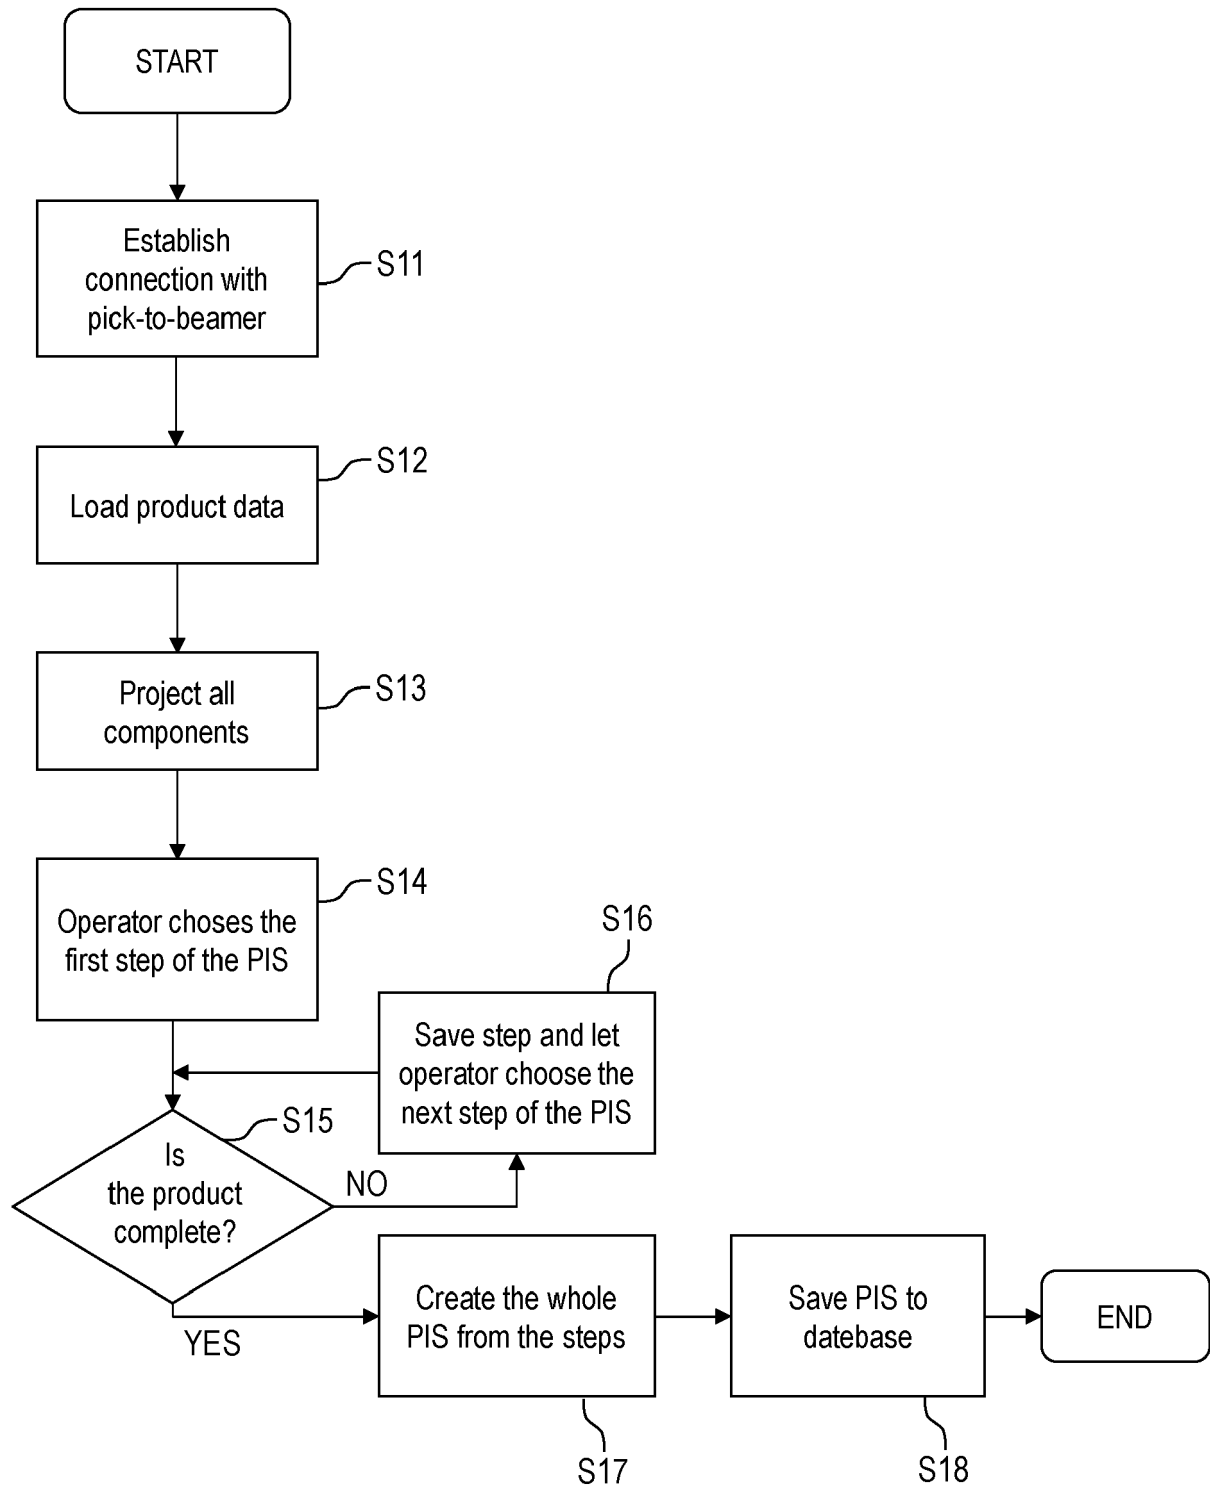 START
Establish
connection with
pick-to-beamer
S11
Load product data
S12
Project all
components
S13
Operator choses the
first step of the PIS
S14
S16
Save step and let
operator choose the
next step of the PIS
S15
Is
the product
complete?
NO
YES
Create the whole
PIS from the steps
S17
Save PIS to
datebase
S18
END